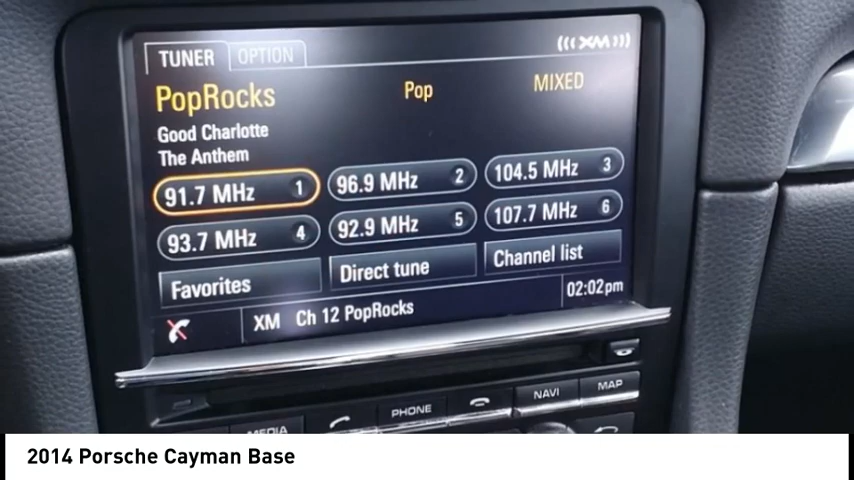 TUNER OPTION
(((XM)))
PopRocks Pop MIXED
Good Charlotte
The Anthem
91.7 MHz 1 96.9 MHz 2 104.5 MHz 3
93.7 MHz 4 92.9 MHz 5 107.7 MHz 6
Favorites Direct tune Channel list
XM Ch 12 PopRocks 02:02pm
MEDIA PHONE NAVI MAP
2014 Porsche Cayman Base